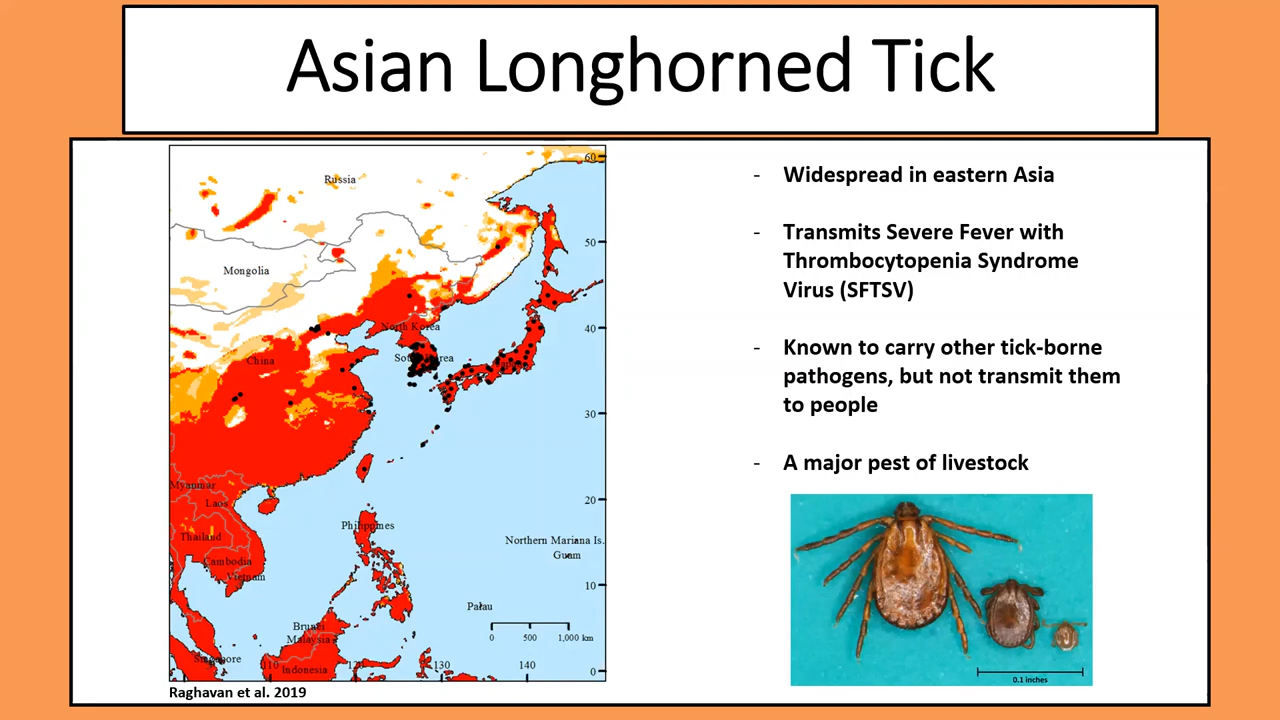 Asian Longhorned Tick
Russia
60
50
Mongolia
40
North Korea
China
South Korea
30
Myanmar
Laos
20
Philippines
Thailand
Northern Mariana Is.
Guam
Cambodia
Vietnam
10
Palau
Brunei
Malaysia
0 500 1,000 km
Singapore
110 120 130 140 0
Indonesia
Raghavan et al. 2019
- Widespread in eastern Asia
- Transmits Severe Fever with
Thrombocytopenia Syndrome
Virus (SFTSV)
- Known to carry other tick-borne
pathogens, but not transmit them
to people
- A major pest of livestock
0.1 inches